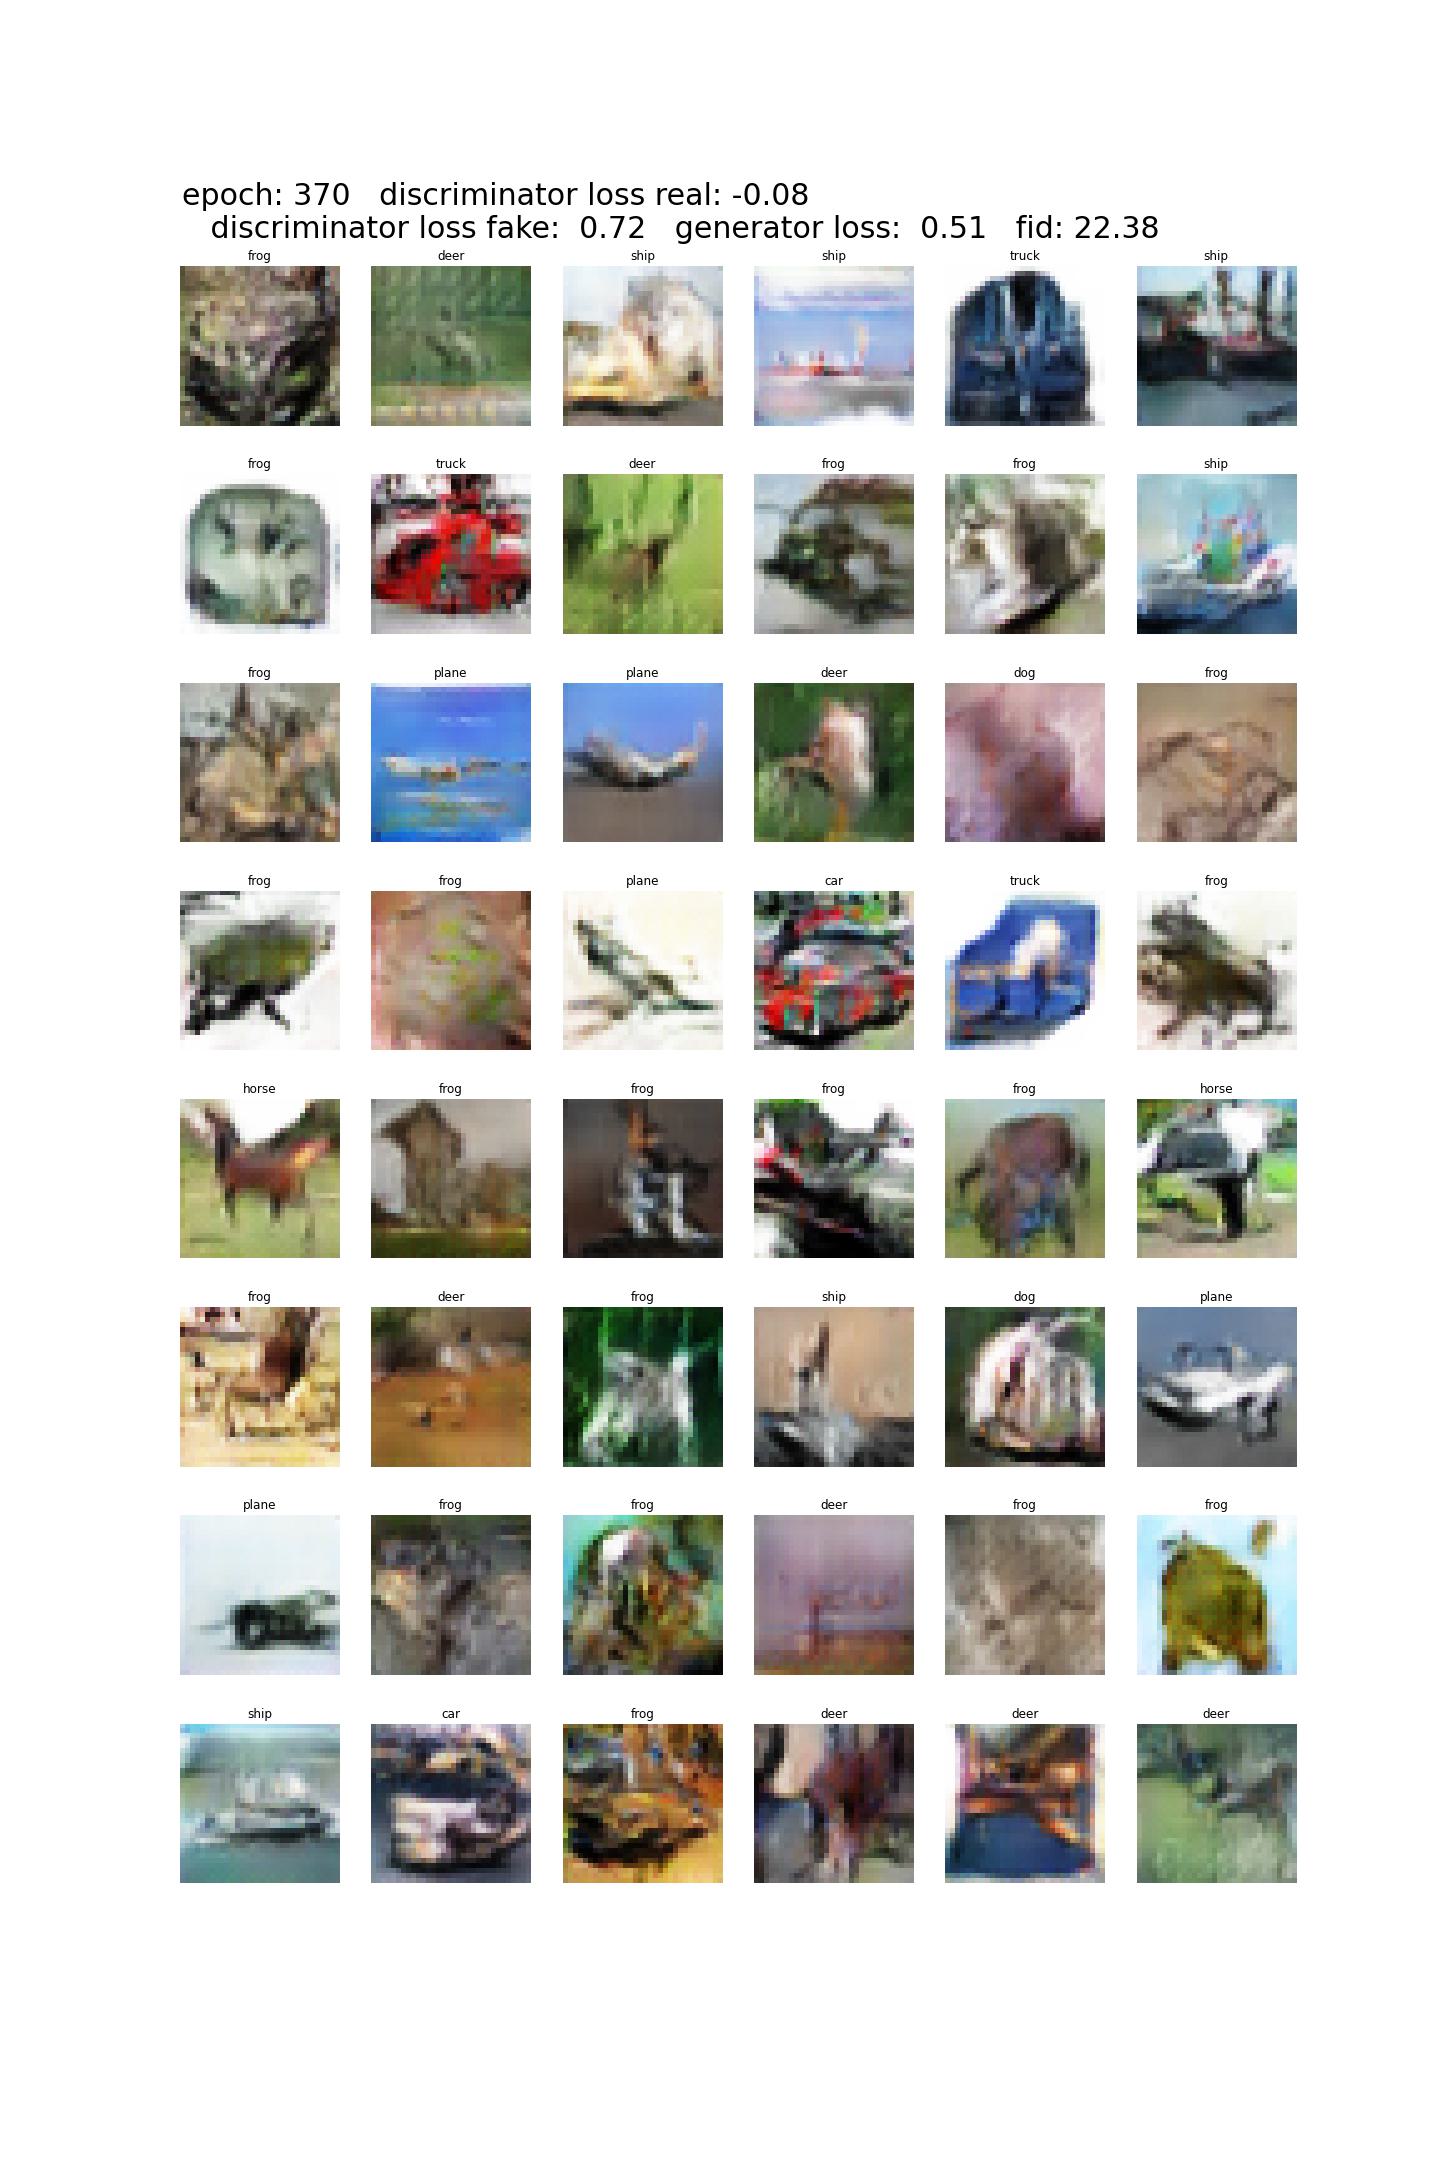 epoch: 370   discriminator loss real: -0.08
discriminator loss fake:  0.72   generator loss:  0.51   fid: 22.38
frog deer ship ship truck ship
frog truck deer frog frog ship
frog plane plane deer dog frog
frog frog plane car truck frog
horse frog frog frog frog horse
frog deer frog ship dog plane
plane frog frog deer frog frog
ship car frog deer deer deer